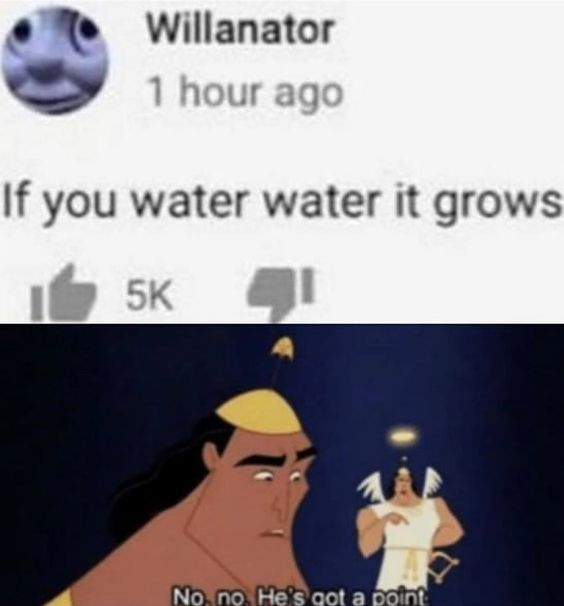 Willanator
1 hour ago
If you water water it grows
5K
No, no. He's got a point.